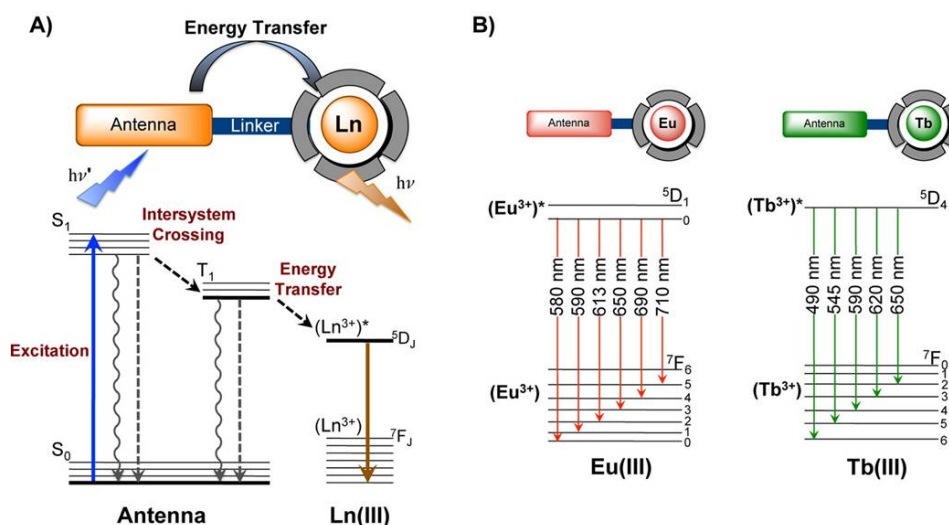 A)
Energy Transfer
Antenna
Linker
Ln
hν'
hν
S1
Intersystem
Crossing
T1
Energy
Transfer
(Ln3+)*
5DJ
Excitation
(Ln3+)
7FJ
S0
Antenna
Ln(III)
B)
Antenna
Eu
(Eu3+)*
5D1
0
580 nm
590 nm
613 nm
650 nm
690 nm
710 nm
7F6
5
4
3
2
1
0
(Eu3+)
Eu(III)
Antenna
Tb
(Tb3+)*
5D4
490 nm
545 nm
590 nm
620 nm
650 nm
7F0
1
2
3
4
5
6
(Tb3+)
Tb(III)